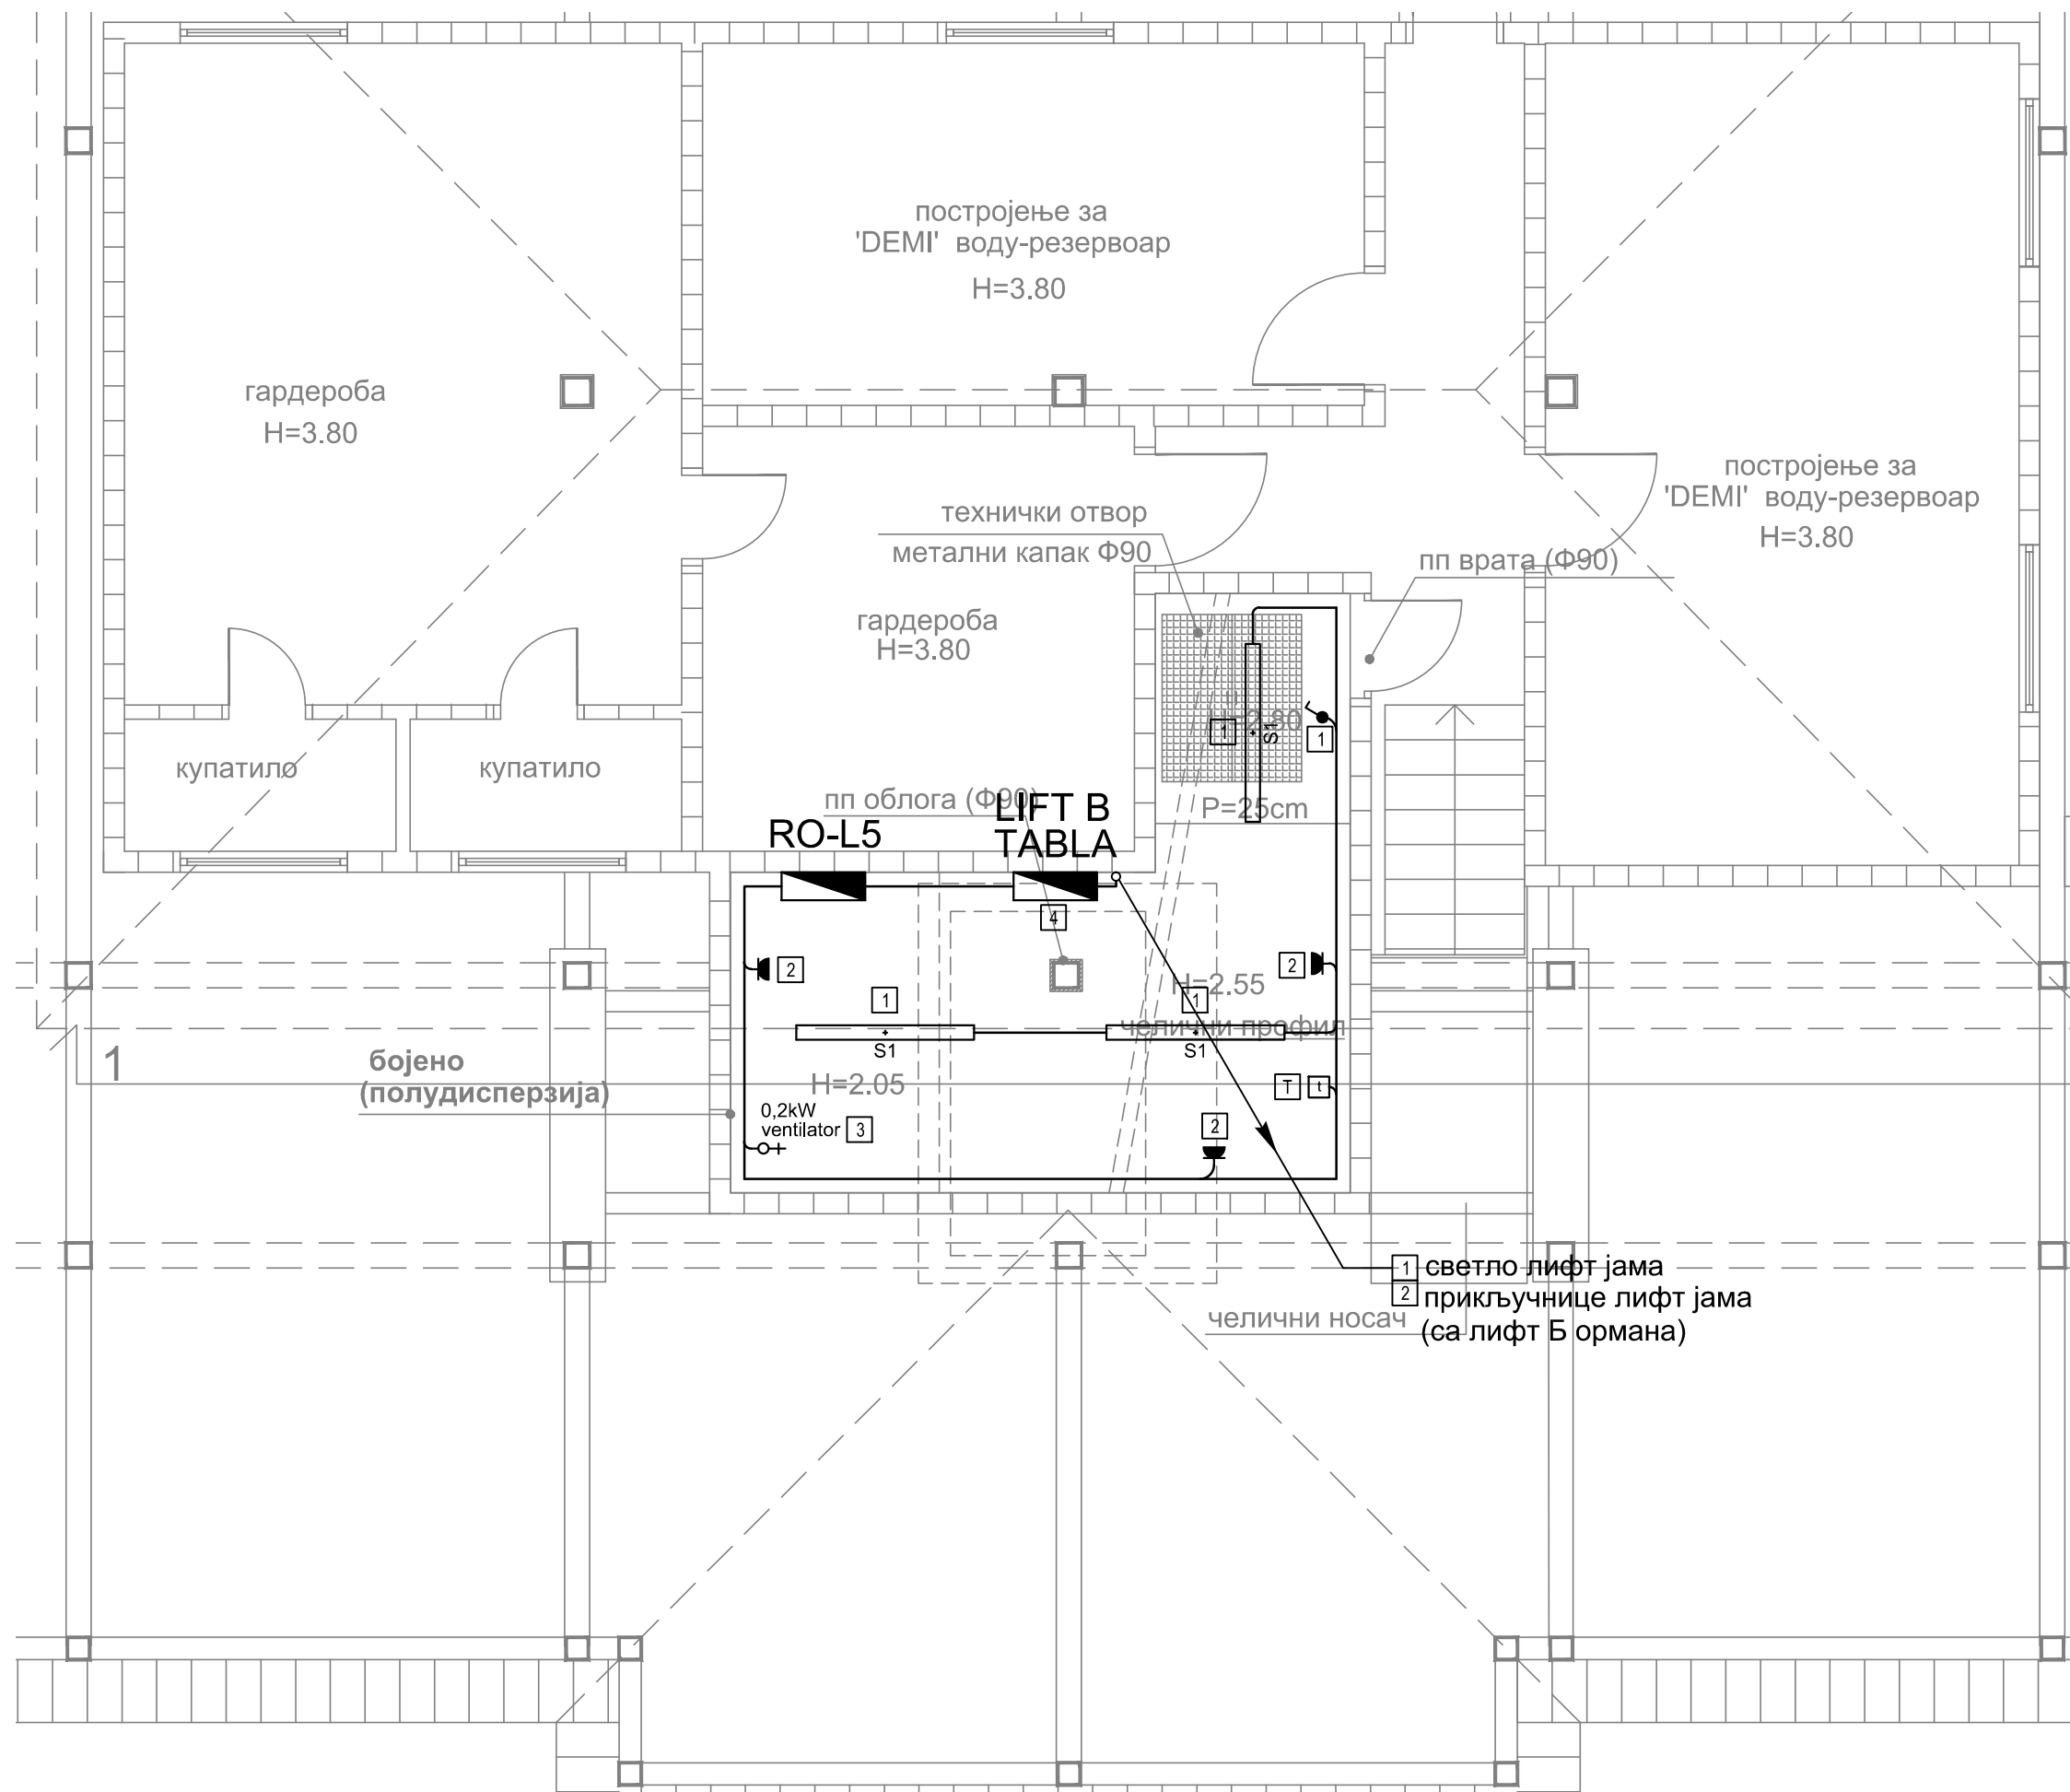 постројење за
'DEMI' воду-резервоар
H=3.80
гардероба
H=3.80
постројење за
'DEMI' воду-резервоар
H=3.80
технички отвор
метални капак Ф90
пп врата (Ф90)
гардероба
H=3.80
H=2.80
1
S1
1
купатило
купатило
пп облога (Ф90)
P=25cm
RO-L5
LIFT B
TABLA
4
2
2
H=2.55
1
1
челични профил
S1
S1
1
бојено
(полудисперзија)
H=2.05
T
t
0,2kW
ventilator
3
2
1
светло лифт јама
2
прикључнице лифт јама
(са лифт Б ормана)
челични носач